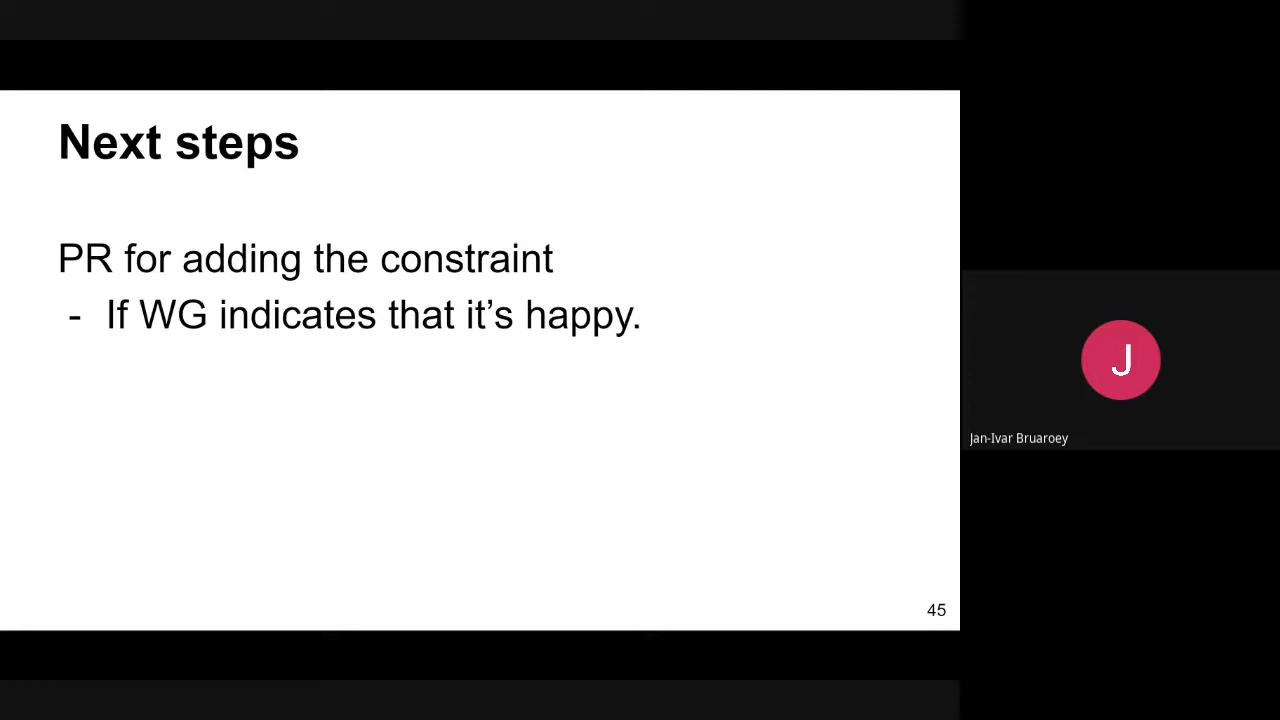 Next steps
PR for adding the constraint
- If WG indicates that it’s happy.
45
J
Jan-Ivar Bruaroey